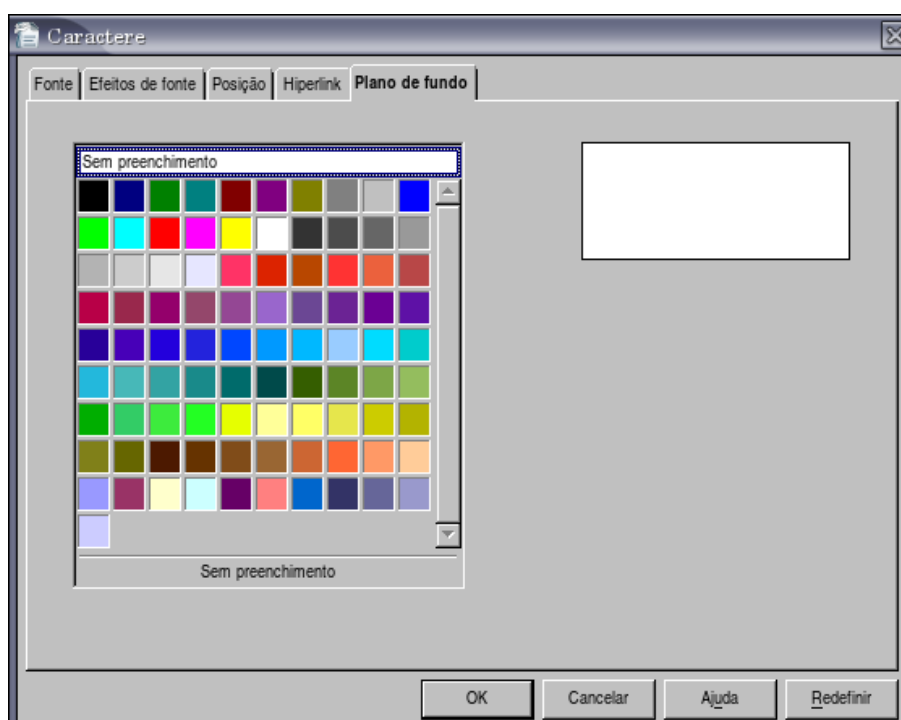 Caractere
Fonte Efeitos de fonte Posição Hiperlink Plano de fundo
Sem preenchimento
Sem preenchimento
OK Cancelar Ajuda Redefinir